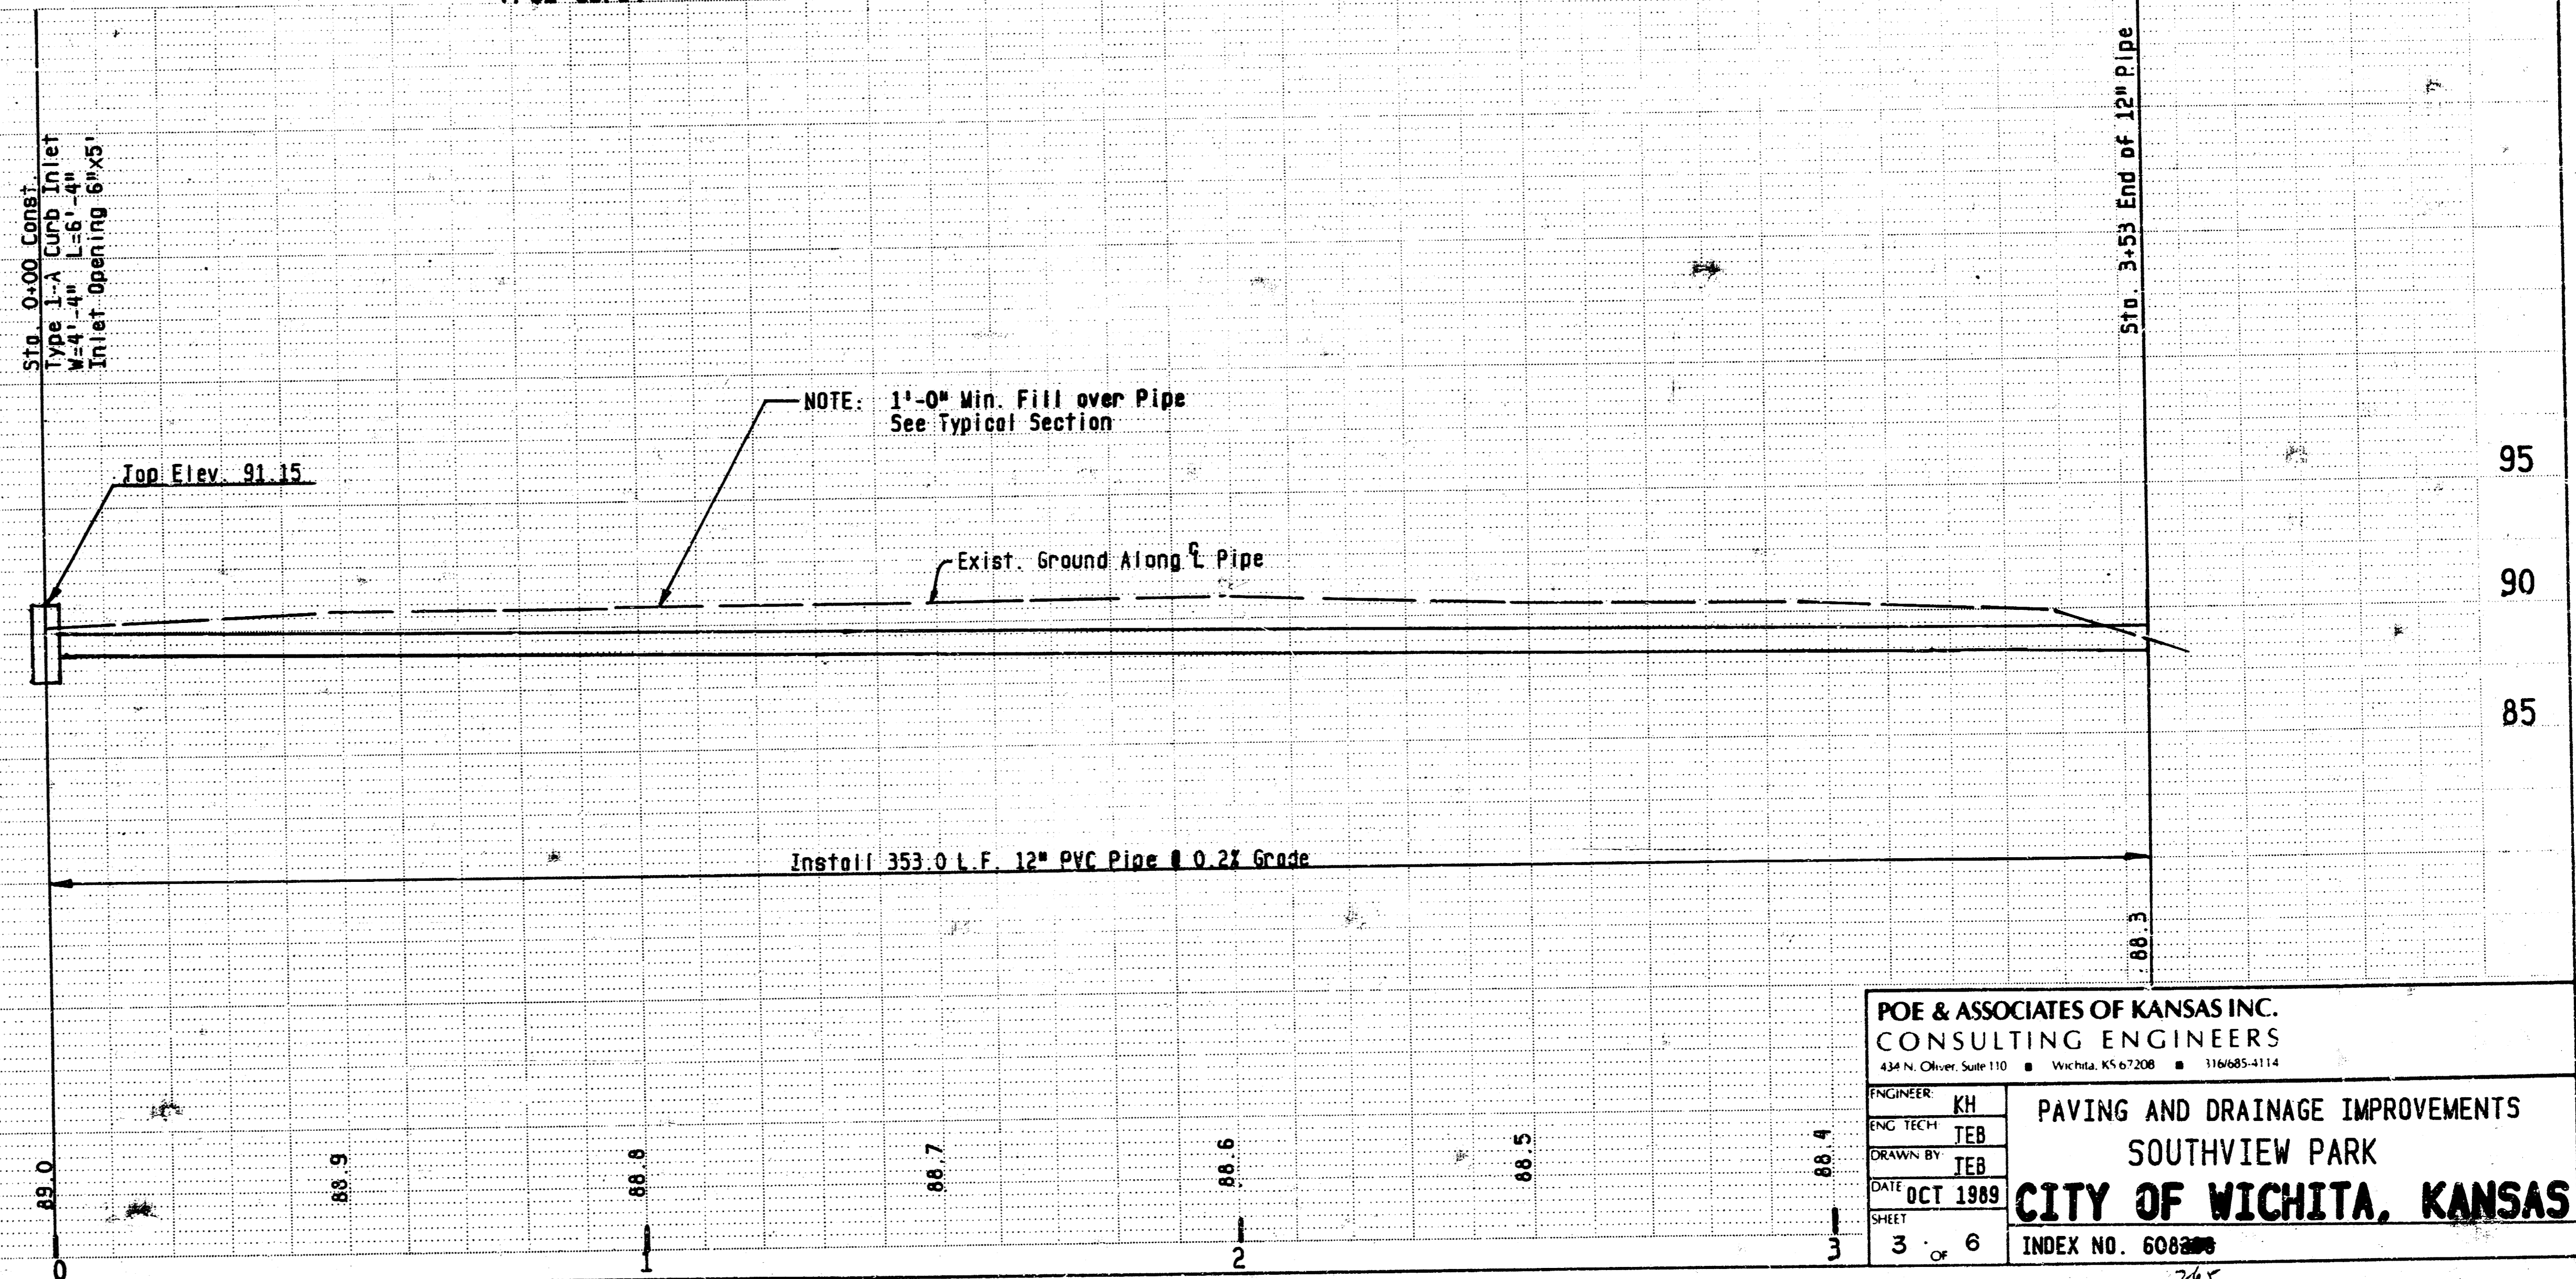 Sta. 0+00 Const.
Type 1-A Curb Inlet
W=4'-4" L=6'-4"
Inlet Opening 6"x5'
Sta. 3+53 End of 12" Pipe
NOTE: 1'-0" Min. Fill over Pipe
See Typical Section
Top Elev. 91.15
95
Exist. Ground Along ℄ Pipe
90
85
Install 353.0 L.F. 12" PVC Pipe @ 0.2% Grade
89.0
88.9
88.8
88.7
88.6
88.5
88.4
88.3
0
1
2
3
POE & ASSOCIATES OF KANSAS INC.
CONSULTING ENGINEERS
434 N. Oliver, Suite 110 ■ Wichita, KS 67208 ■ 316/685-4114
ENGINEER: KH
ENG TECH: TEB
DRAWN BY: TEB
DATE OCT 1989
SHEET
3 OF 6
PAVING AND DRAINAGE IMPROVEMENTS
SOUTHVIEW PARK
CITY OF WICHITA, KANSAS
INDEX NO.